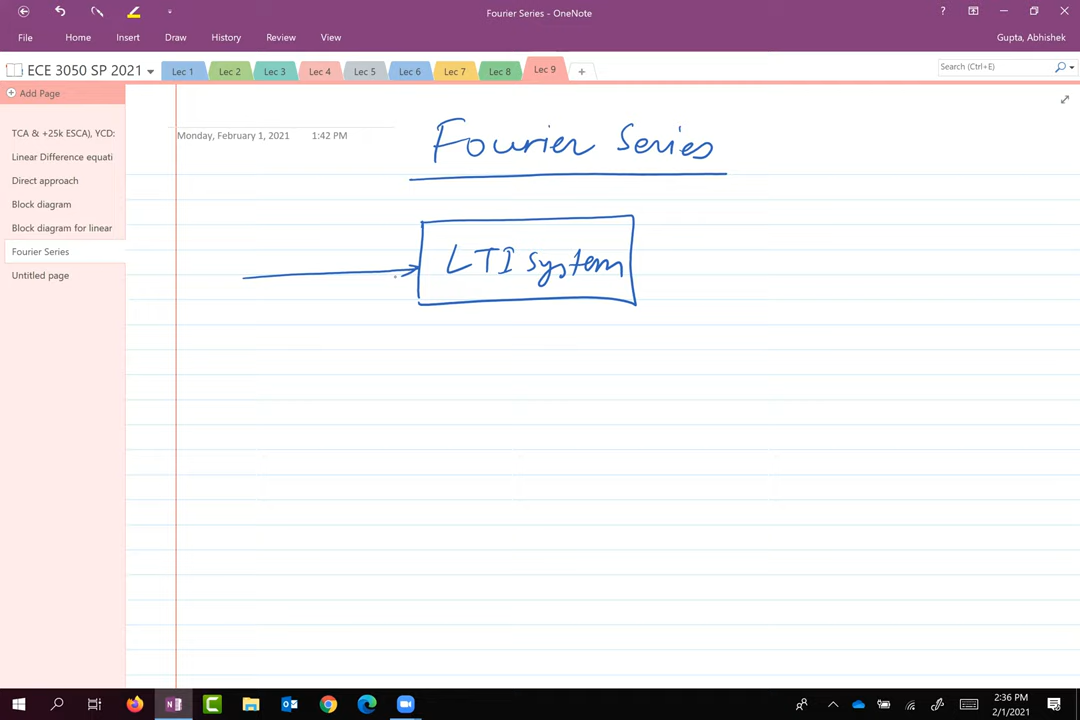 Fourier Series - OneNote
?
File Home Insert Draw History Review View
Gupta, Abhishek
ECE 3050 SP 2021
Lec 1 Lec 2 Lec 3 Lec 4 Lec 5 Lec 6 Lec 7 Lec 8 Lec 9 +
Search (Ctrl+E)
Add Page
TCA & +25k ESCA), YCD:
Linear Difference equati
Direct approach
Block diagram
Block diagram for linear
Fourier Series
Untitled page
Monday, February 1, 2021 1:42 PM
Fourier Series
LTI System
2:36 PM
2/1/2021